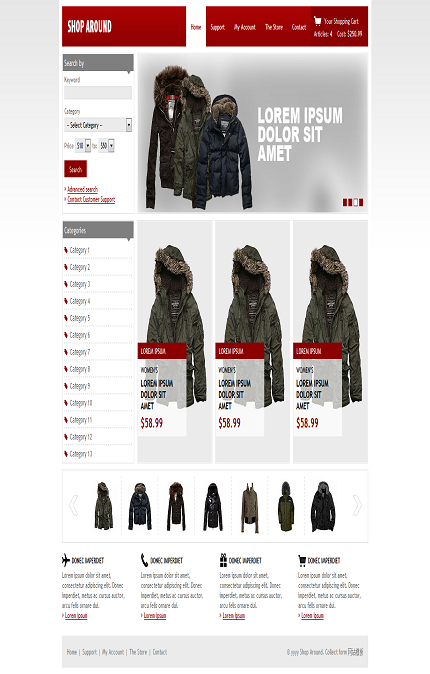 SHOP AROUND
Home Support My Account The Store Contact
Your Shopping Cart
Articles: 4 Cost: $250.99
Search by
Keyword
Category
-- Select Category --
Price $10 to: $50
Search
Advanced search
Contact Customer Support
LOREM IPSUM
DOLOR SIT
AMET
Categories
Category 1
Category 2
Category 3
Category 4
Category 5
Category 6
Category 7
Category 8
Category 9
Category 10
Category 11
Category 12
Category 13
LOREM IPSUM
WOMEN'S
LOREM IPSUM
DOLOR SIT
AMET
$58.99
LOREM IPSUM
WOMEN'S
LOREM IPSUM
DOLOR SIT
AMET
$58.99
LOREM IPSUM
WOMEN'S
LOREM IPSUM
DOLOR SIT
AMET
$58.99
DONEC IMPERDIET
Lorem ipsum dolor sit amet,
consectetur adipiscing elit. Donec
imperdiet, metus ac cursus auctor,
arcu felis ornare dui.
Lorem ipsum
DONEC IMPERDIET
Lorem ipsum dolor sit amet,
consectetur adipiscing elit. Donec
imperdiet, metus ac cursus auctor,
arcu felis ornare dui.
Lorem ipsum
DONEC IMPERDIET
Lorem ipsum dolor sit amet,
consectetur adipiscing elit. Donec
imperdiet, metus ac cursus auctor,
arcu felis ornare dui.
Lorem ipsum
DONEC IMPERDIET
Lorem ipsum dolor sit amet,
consectetur adipiscing elit. Donec
imperdiet, metus ac cursus auctor,
arcu felis ornare dui.
Lorem ipsum
Home | Support | My Account | The Store | Contact
© yyyy Shop Around. Collect form 网站模板